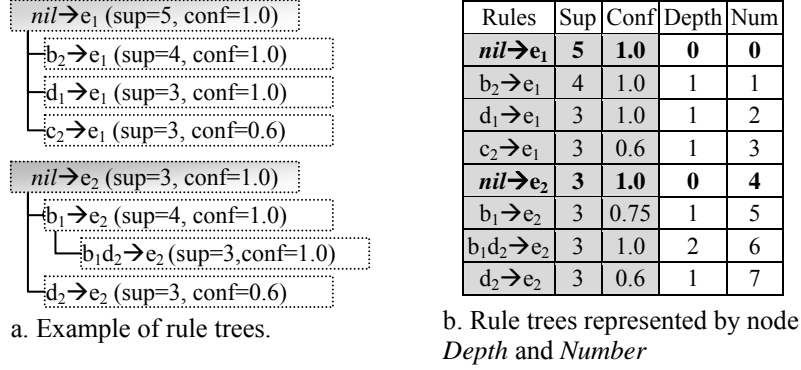 nil→e₁ (sup=5, conf=1.0)
b₂→e₁ (sup=4, conf=1.0)
d₁→e₁ (sup=3, conf=1.0)
c₂→e₁ (sup=3, conf=0.6)
nil→e₂ (sup=3, conf=1.0)
b₁→e₂ (sup=4, conf=1.0)
b₁d₂→e₂ (sup=3,conf=1.0)
d₂→e₂ (sup=3, conf=0.6)
a. Example of rule trees.
Rules Sup Conf Depth Num
nil→e₁ 5 1.0 0 0
b₂→e₁ 4 1.0 1 1
d₁→e₁ 3 1.0 1 2
c₂→e₁ 3 0.6 1 3
nil→e₂ 3 1.0 0 4
b₁→e₂ 3 0.75 1 5
b₁d₂→e₂ 3 1.0 2 6
d₂→e₂ 3 0.6 1 7
b. Rule trees represented by node
Depth and Number